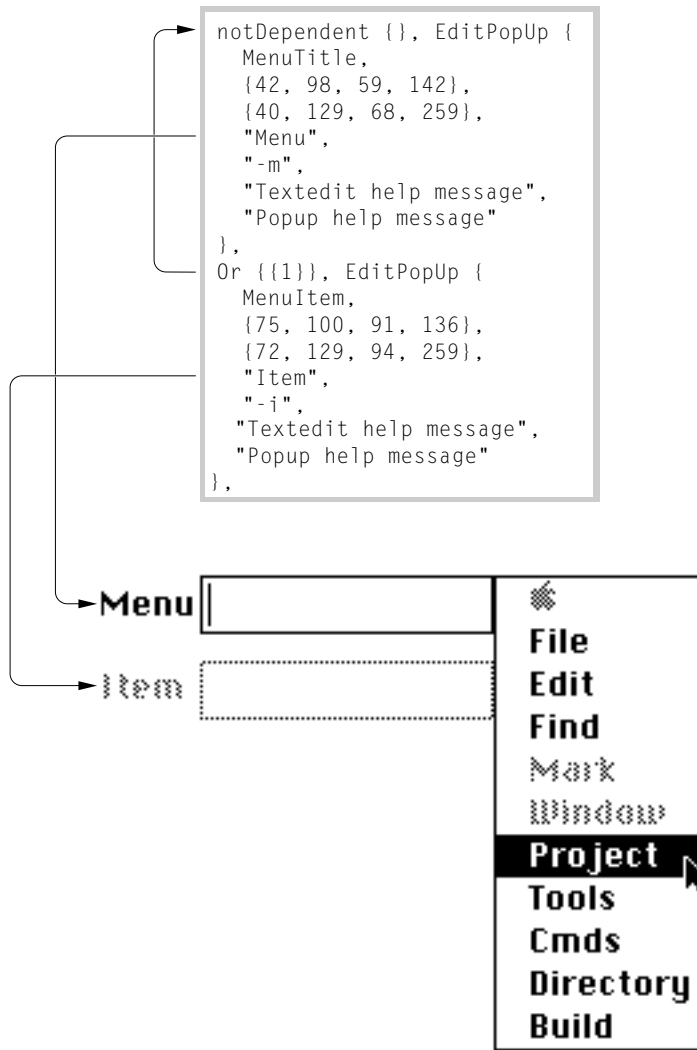 notDependent {}, EditPopUp {
MenuTitle,
{42, 98, 59, 142},
{40, 129, 68, 259},
"Menu",
"-m",
"Textedit help message",
"Popup help message"
},
Or {{1}}, EditPopUp {
MenuItem,
{75, 100, 91, 136},
{72, 129, 94, 259},
"Item",
"-i",
"Textedit help message",
"Popup help message"
},
Menu
Item
File
Edit
Find
Mark
Window
Project
Tools
Cmds
Directory
Build